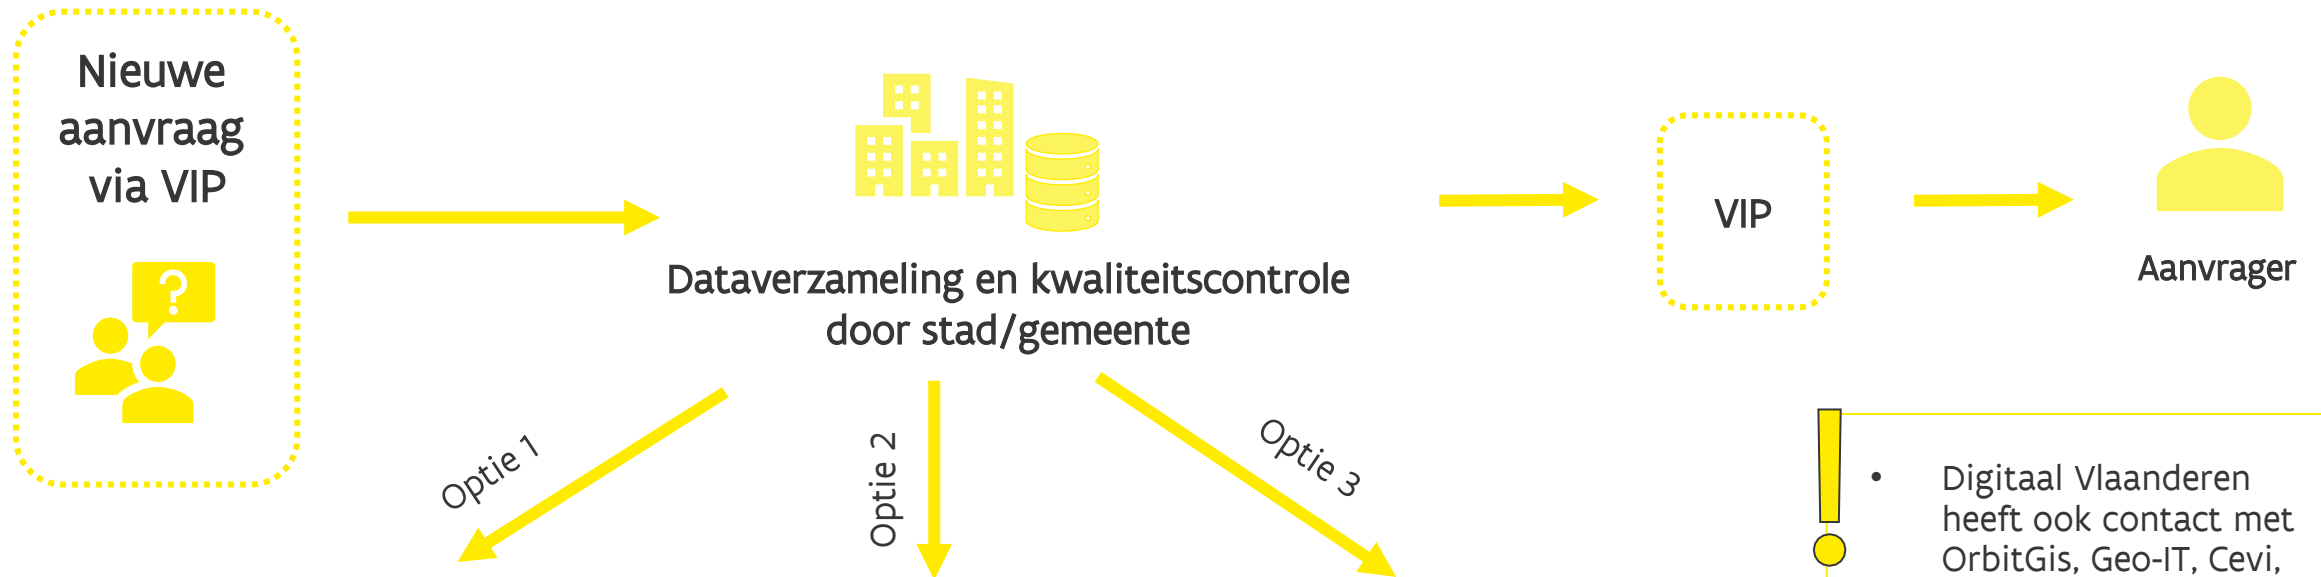 Nieuwe
aanvraag
via VIP
?
Dataverzameling en kwaliteitscontrole
door stad/gemeente
VIP
Aanvrager
Optie 1
Optie 2
Optie 3
• Digitaal Vlaanderen
heeft ook contact met
OrbitGis, Geo-IT, Cevi,